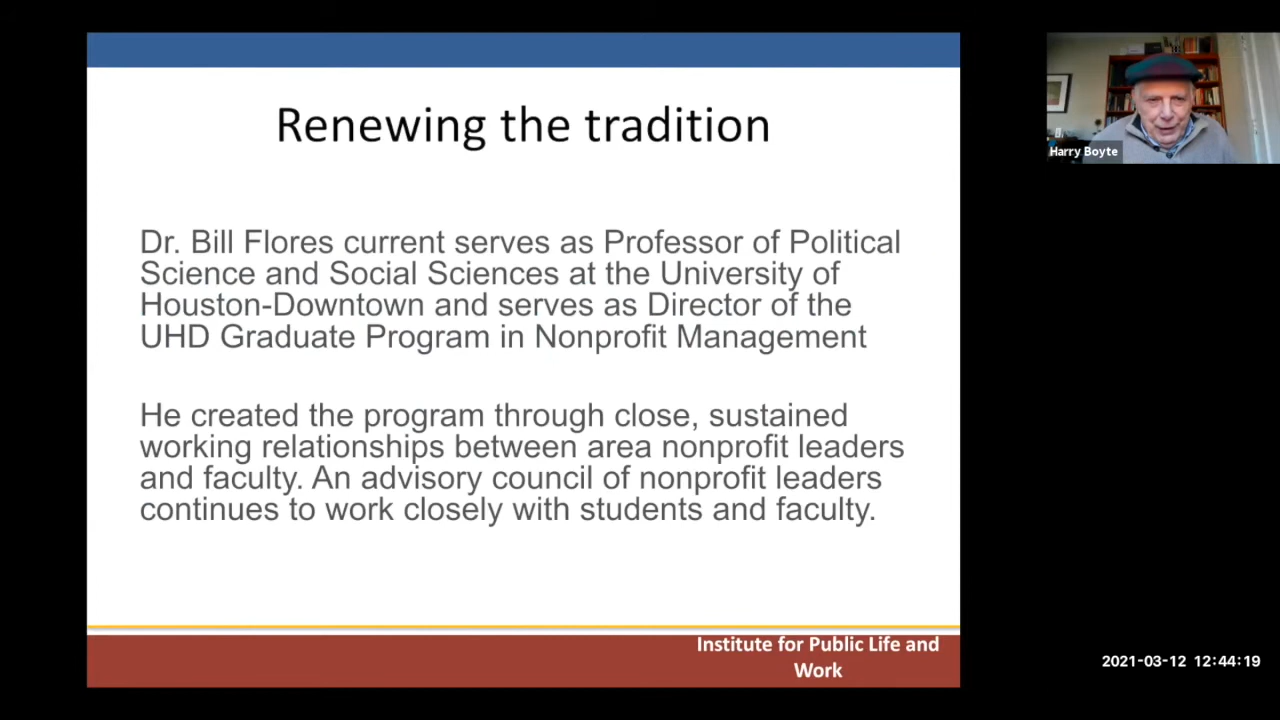 Renewing the tradition
Dr. Bill Flores current serves as Professor of Political
Science and Social Sciences at the University of
Houston-Downtown and serves as Director of the
UHD Graduate Program in Nonprofit Management
He created the program through close, sustained
working relationships between area nonprofit leaders
and faculty. An advisory council of nonprofit leaders
continues to work closely with students and faculty.
Institute for Public Life and
Work
Harry Boyte
2021-03-12 12:44:19